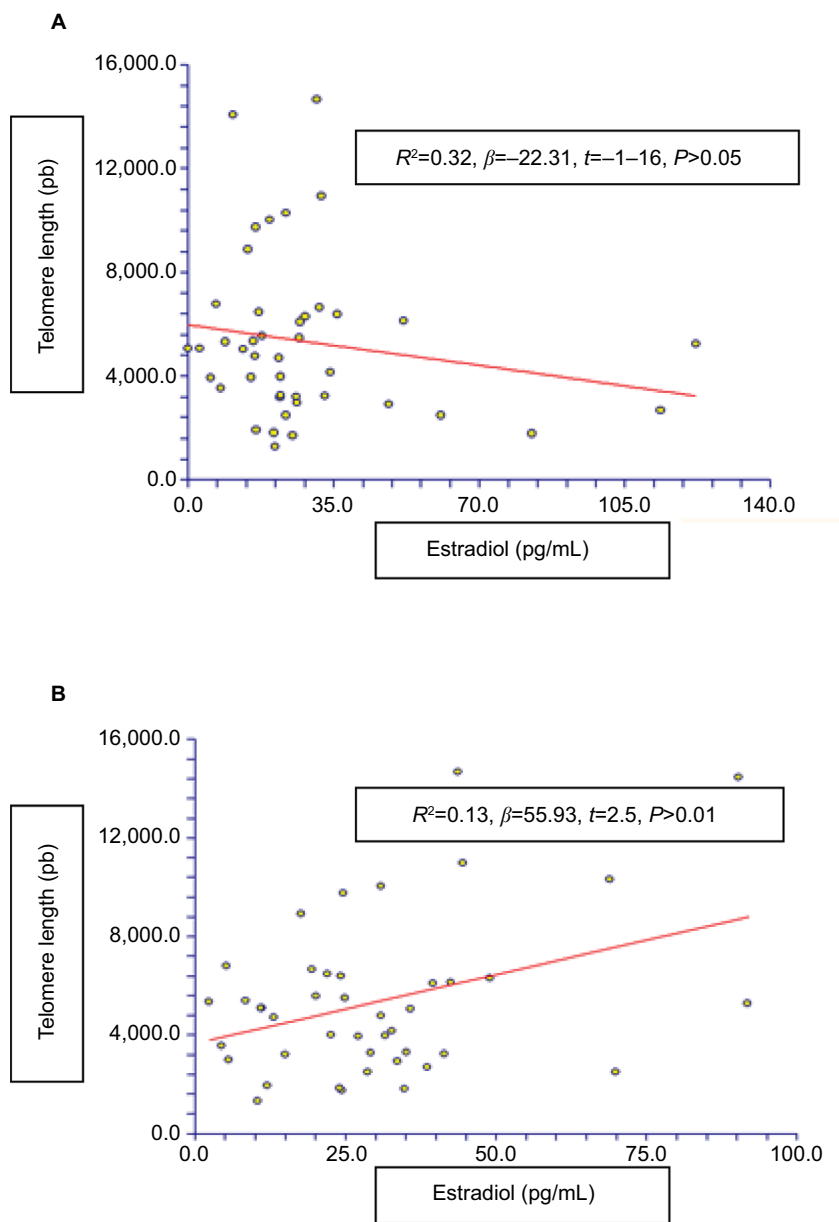 A
16,000.0
12,000.0
8,000.0
4,000.0
0.0
Telomere length (pb)
R²=0.32, β=–22.31, t=–1–16, P>0.05
0.0 35.0 70.0 105.0 140.0
Estradiol (pg/mL)
B
16,000.0
12,000.0
8,000.0
4,000.0
0.0
Telomere length (pb)
R²=0.13, β=55.93, t=2.5, P>0.01
0.0 25.0 50.0 75.0 100.0
Estradiol (pg/mL)